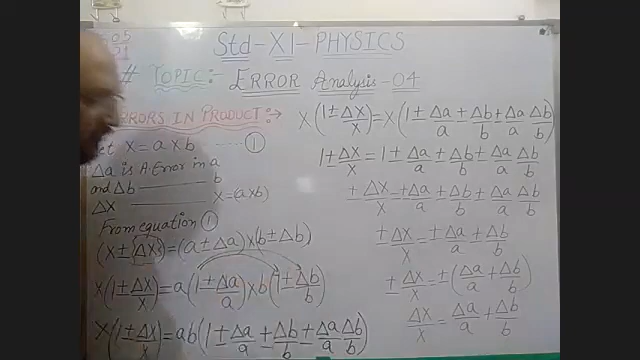 05
21
Std-XI-PHYSICS
# TOPIC:- ERROR Analysis-04
ERRORS IN PRODUCT:→
Let X = a x b ..... ①
Δa is A.Error in a
and Δb ——— b
ΔX ——— X=(axb)
From equation ①
(X ± ΔX) = (a ± Δa)x(b ± Δb)
X(1 ± ΔX/X) = a(1 ± Δa/a) x b(1 ± Δb/b)
X(1 ± ΔX/X) = ab(1 ± Δa/a ± Δb/b ± Δa/a Δb/b)
X(1 ± ΔX/X) = X(1 ± Δa/a ± Δb/b ± Δa/a Δb/b)
1 ± ΔX/X = 1 ± Δa/a ± Δb/b ± Δa/a Δb/b
± ΔX/X = ± Δa/a ± Δb/b ± Δa/a Δb/b
± ΔX/X = ± Δa/a ± Δb/b
± ΔX/X = ±(Δa/a + Δb/b)
ΔX/X = Δa/a + Δb/b